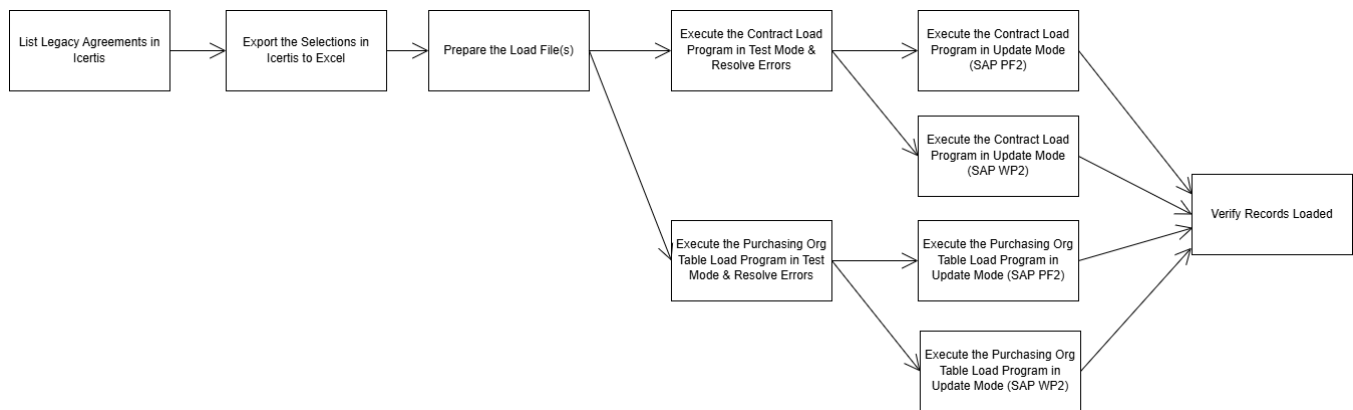 List Legacy Agreements in
Icertis
Export the Selections in
Icertis to Excel
Prepare the Load File(s)
Execute the Contract Load
Program in Test Mode &
Resolve Errors
Execute the Contract Load
Program in Update Mode
(SAP PF2)
Execute the Contract Load
Program in Update Mode
(SAP WP2)
Execute the Purchasing Org
Table Load Program in Test
Mode & Resolve Errors
Execute the Purchasing Org
Table Load Program in
Update Mode (SAP PF2)
Execute the Purchasing Org
Table Load Program in
Update Mode (SAP WP2)
Verify Records Loaded